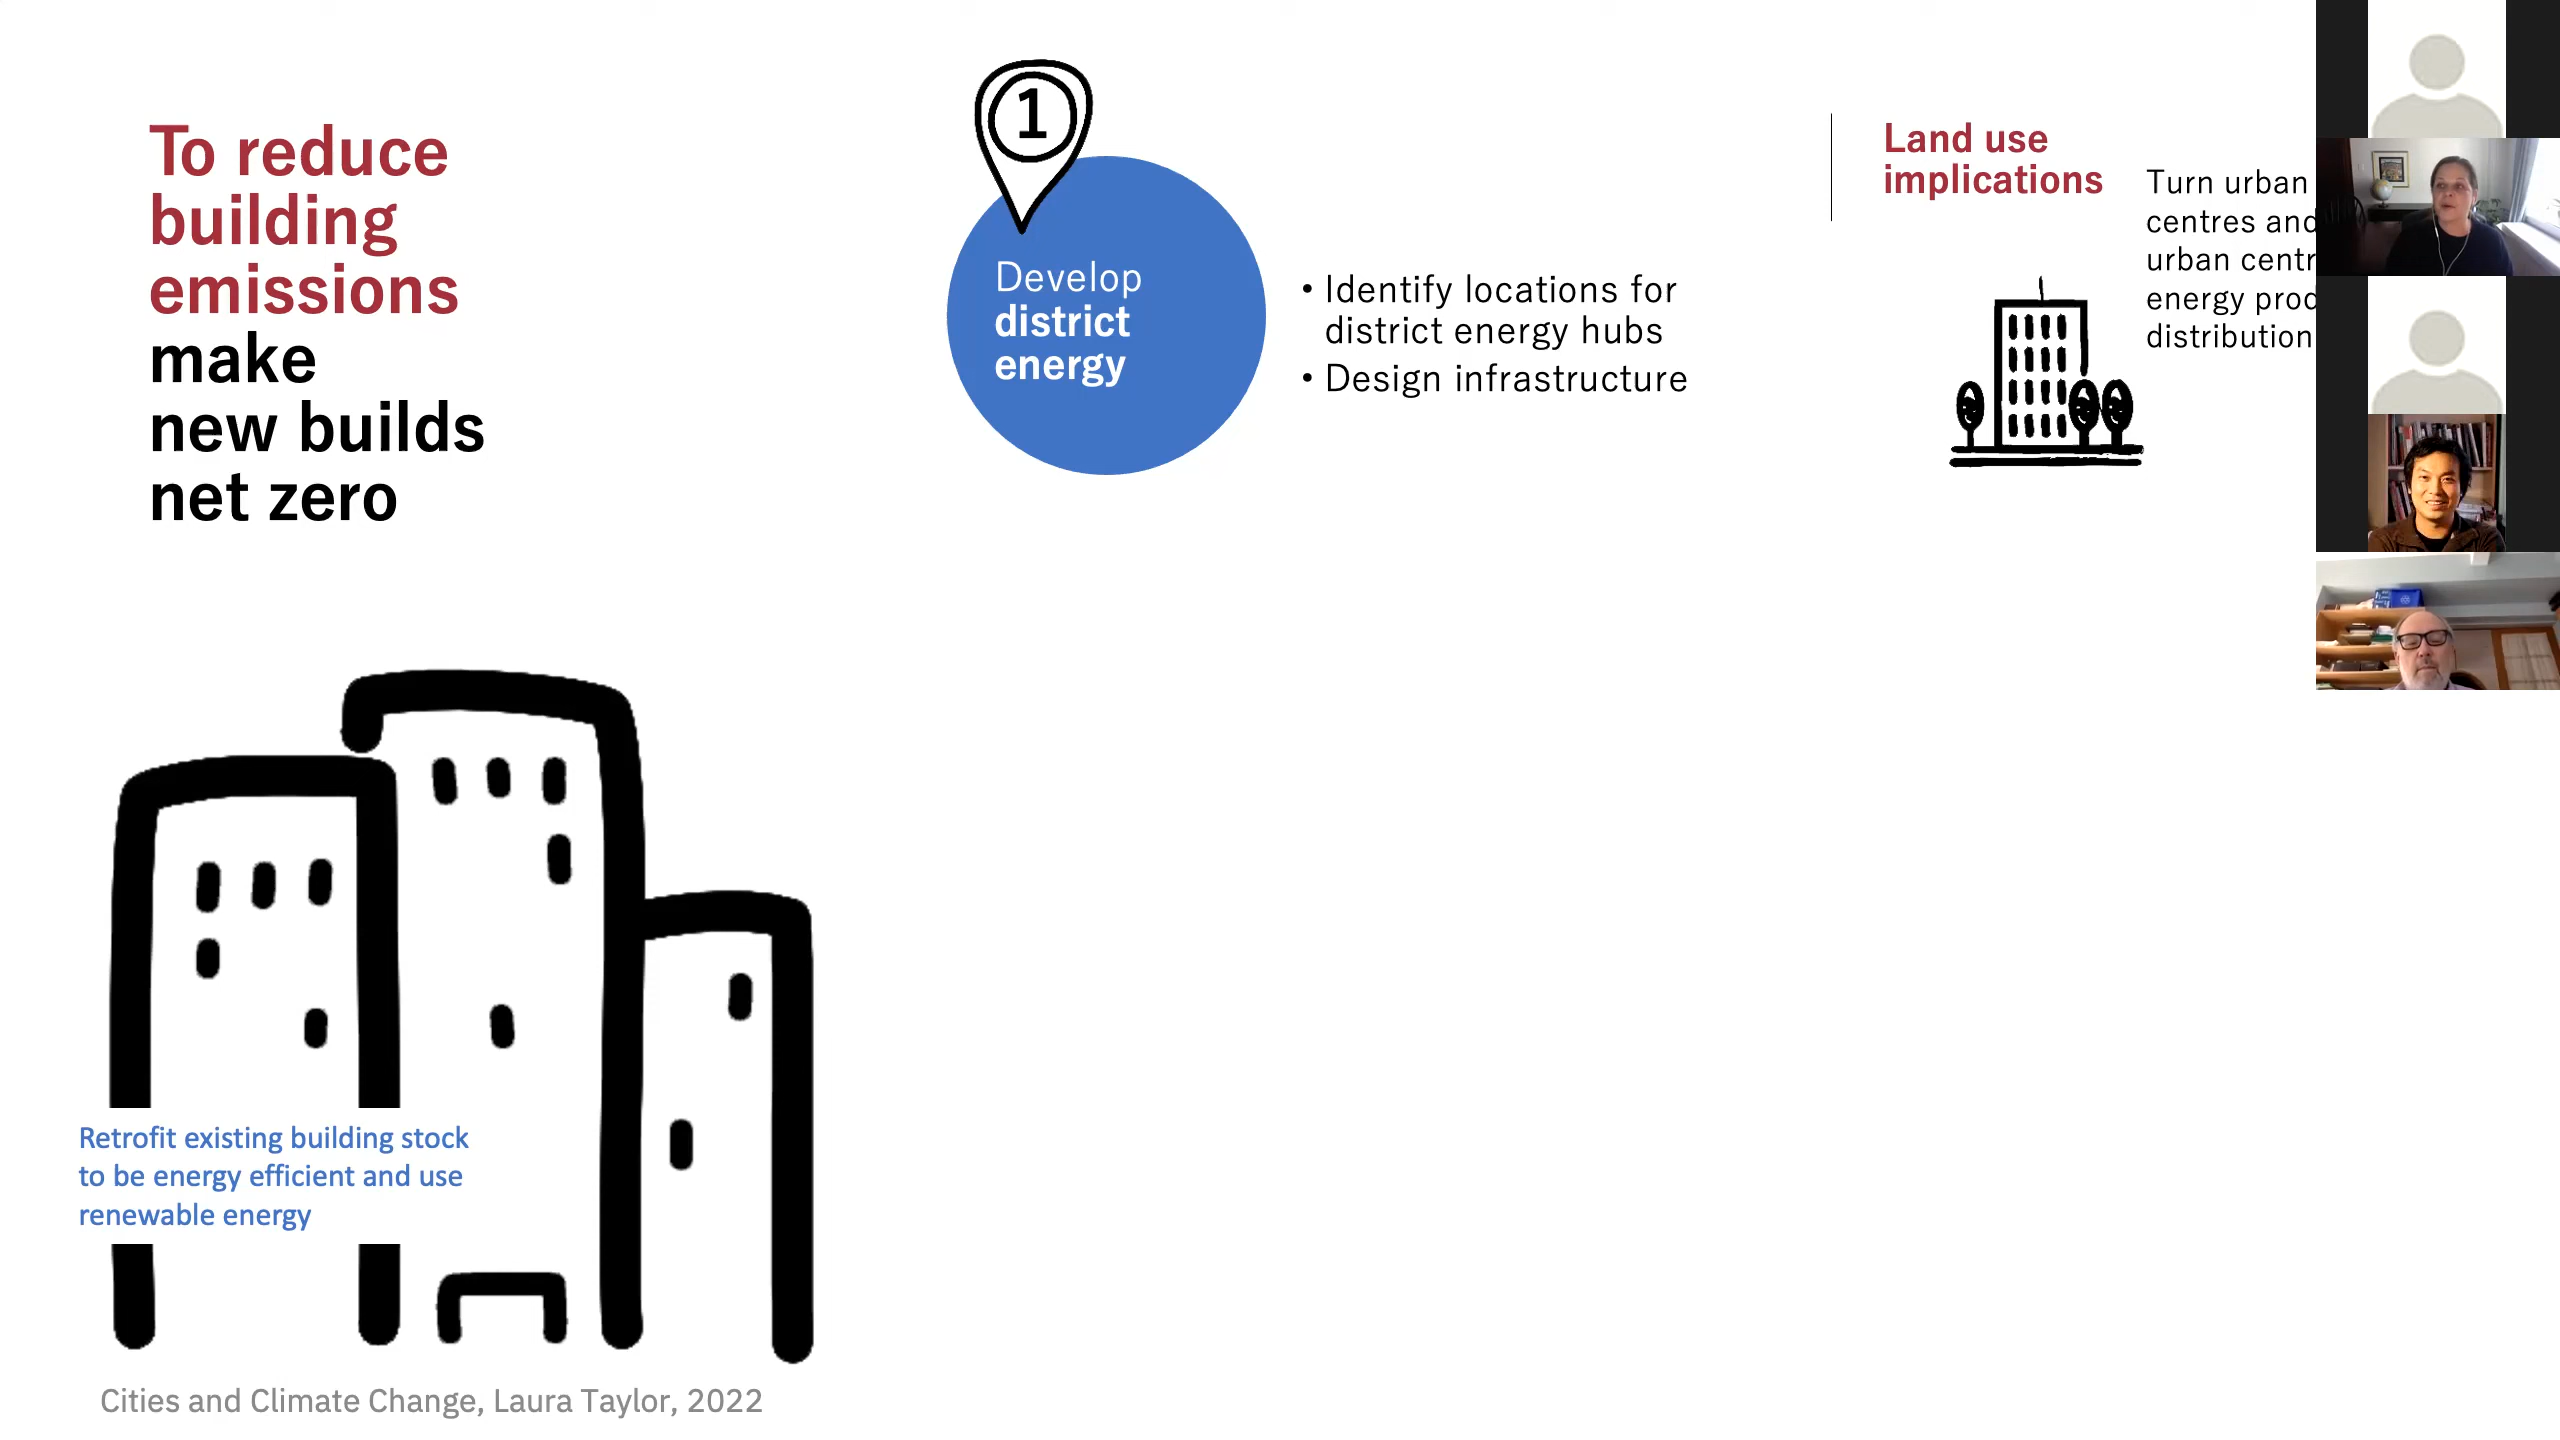 To reduce
building
emissions
make
new builds
net zero
1
Develop
district
energy
• Identify locations for
district energy hubs
• Design infrastructure
Land use
implications
Turn urban
centres and
urban
energy
distribution
Retrofit existing building stock
to be energy efficient and use
renewable energy
Cities and Climate Change, Laura Taylor, 2022